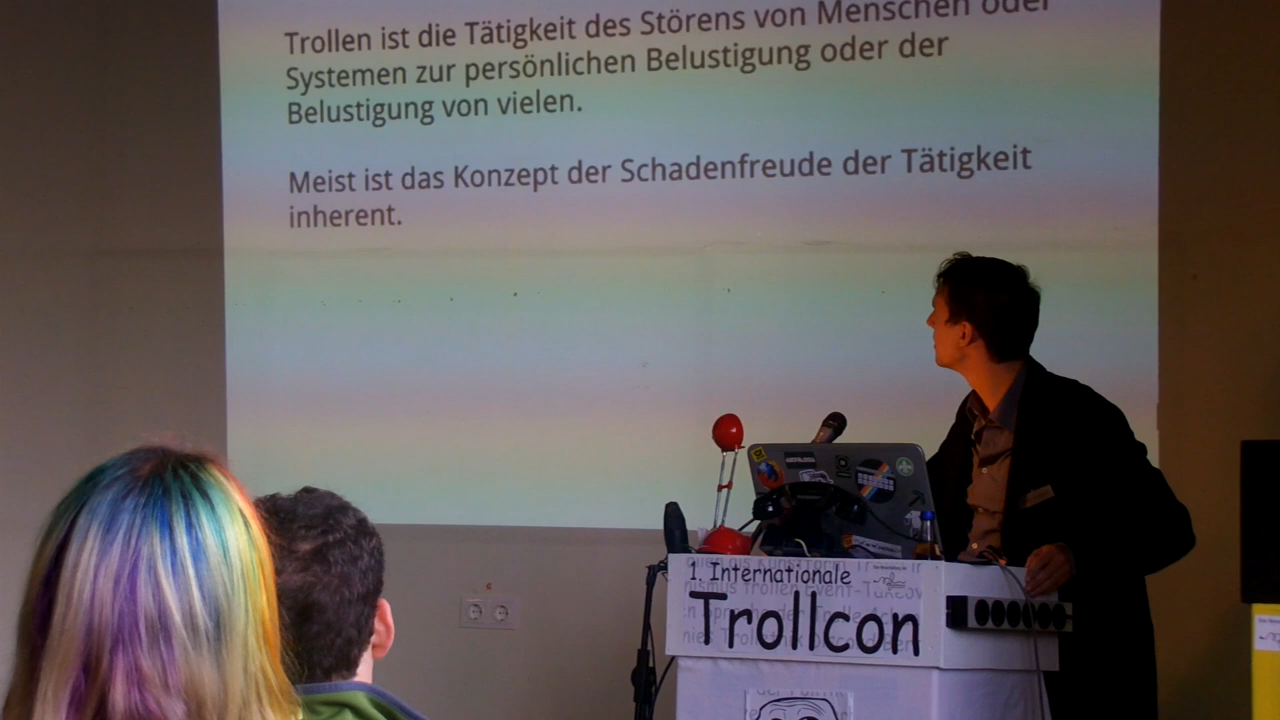 Trollen ist die Tätigkeit des Störens von Menschen oder
Systemen zur persönlichen Belustigung oder der
Belustigung von vielen.
Meist ist das Konzept der Schadenfreude der Tätigkeit
inherent.
1. Internationale
Trollcon